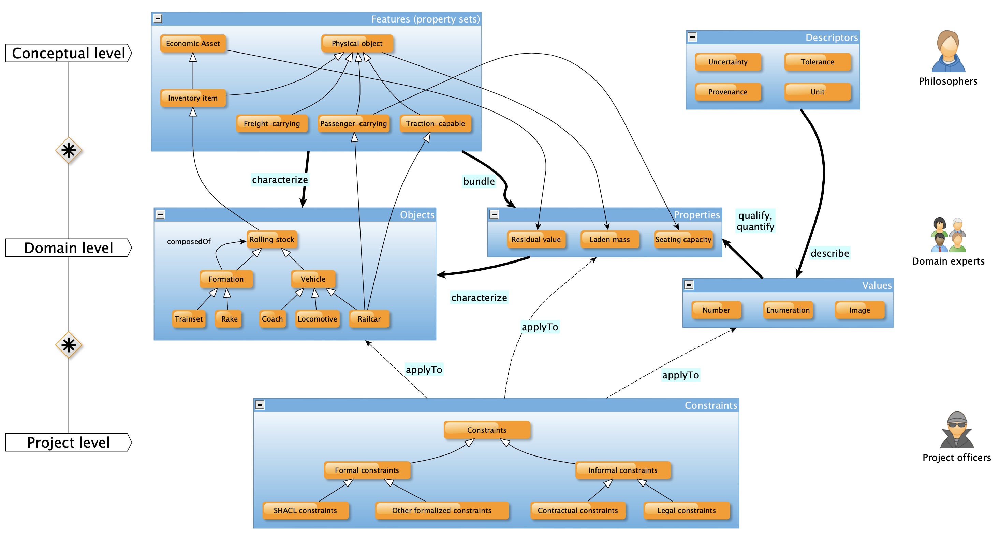 Conceptual level
Domain level
Project level
Features (property sets)
Economic Asset
Physical object
Inventory item
Freight-carrying
Passenger-carrying
Traction-capable
Descriptors
Uncertainty
Tolerance
Provenance
Unit
Philosophers
characterize
bundle
Objects
composedOf
Rolling stock
Formation
Vehicle
Trainset
Rake
Coach
Locomotive
Railcar
Properties
Residual value
Laden mass
Seating capacity
qualify,
quantify
describe
characterize
Domain experts
Values
Number
Enumeration
Image
applyTo
applyTo
applyTo
Constraints
Constraints
Formal constraints
Informal constraints
SHACL constraints
Other formalized constraints
Contractual constraints
Legal constraints
Project officers